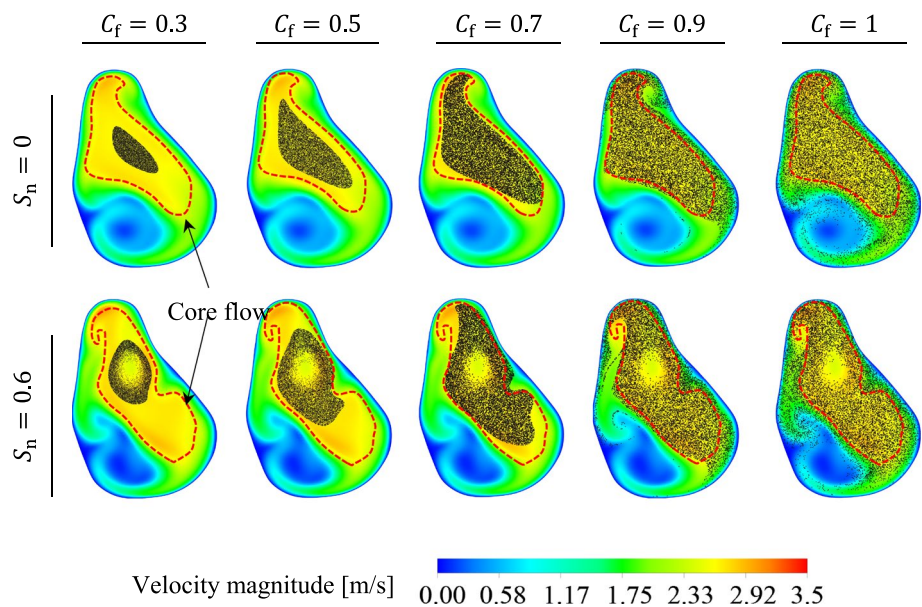 C_f = 0.3 C_f = 0.5 C_f = 0.7 C_f = 0.9 C_f = 1
S_n = 0
Core flow
S_n = 0.6
Velocity magnitude [m/s]
0.00 0.58 1.17 1.75 2.33 2.92 3.5